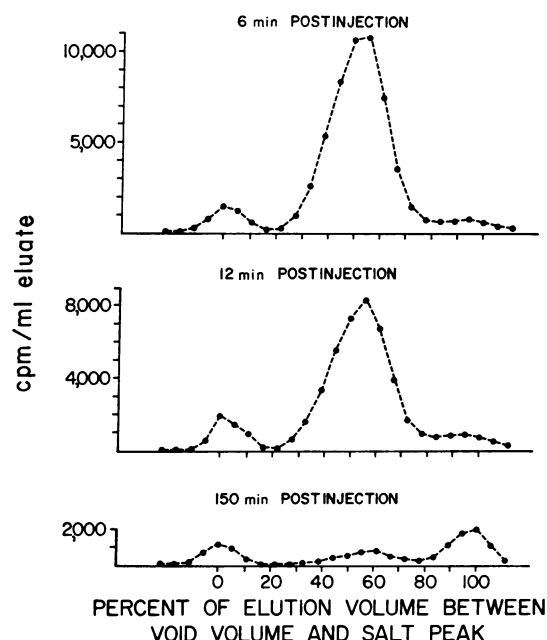 6 min POSTINJECTION
10,000
5,000
12 min POSTINJECTION
8,000
4,000
cpm/ml eluate
150 min POSTINJECTION
2,000
0 20 40 60 80 100
PERCENT OF ELUTION VOLUME BETWEEN
VOID VOLUME AND SALT PEAK